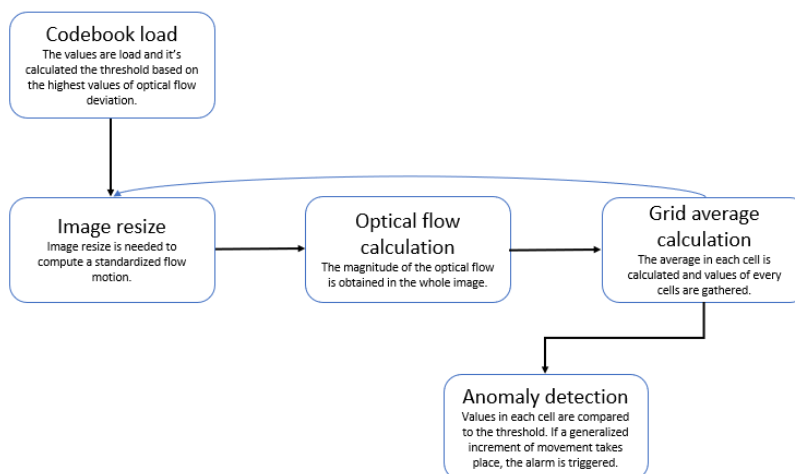 Codebook load
The values are load and it's
calculated the threshold based on
the highest values of optical flow
deviation.
Image resize
Image resize is needed to
compute a standardized flow
motion.
Optical flow
calculation
The magnitude of the optical flow
is obtained in the whole image.
Grid average
calculation
The average in each cell is
calculated and values of every
cells are gathered.
Anomaly detection
Values in each cell are compared
to the threshold. If a generalized
increment of movement takes
place, the alarm is triggered.